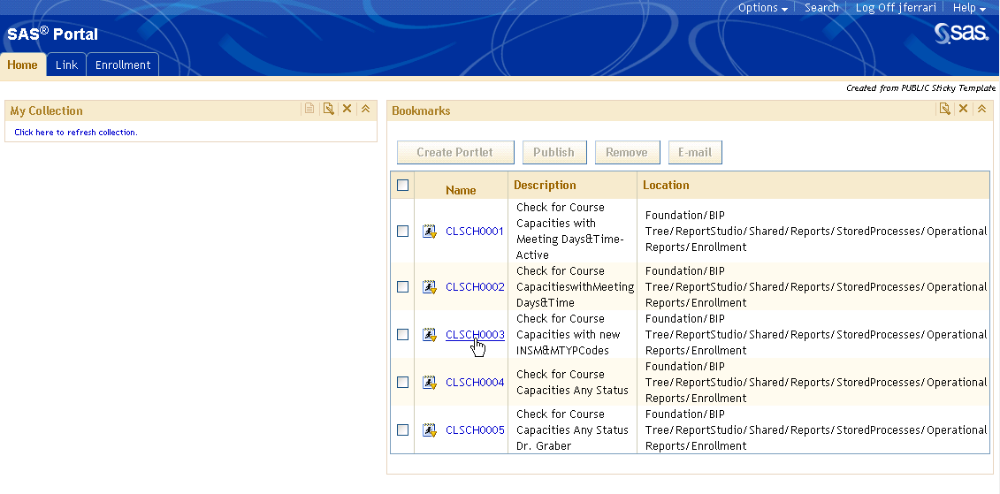 Options Search Log Off jferrari Help
SAS® Portal
sas.
Home Link Enrollment
Created from PUBLIC Sticky Template
My Collection
Click here to refresh collection.
Bookmarks
Create Portlet Publish Remove E-mail
Name Description Location
CLSCH0001
Check for Course
Capacities with
Meeting Days&Time-
Active
Foundation/BIP
Tree/ReportStudio/Shared/Reports/StoredProcesses/Operational
Reports/Enrollment
CLSCH0002
Check for Course
CapacitieswithMeeting
Days&Time
Foundation/BIP
Tree/ReportStudio/Shared/Reports/StoredProcesses/Operational
Reports/Enrollment
CLSCH0003
Check for Course
Capacities with new
INSM&MTYPCodes
Foundation/BIP
Tree/ReportStudio/Shared/Reports/StoredProcesses/Operational
Reports/Enrollment
CLSCH0004
Check for Course
Capacities Any Status
Foundation/BIP
Tree/ReportStudio/Shared/Reports/StoredProcesses/Operational
Reports/Enrollment
CLSCH0005
Check for Course
Capacities Any Status
Dr. Graber
Foundation/BIP
Tree/ReportStudio/Shared/Reports/StoredProcesses/Operational
Reports/Enrollment